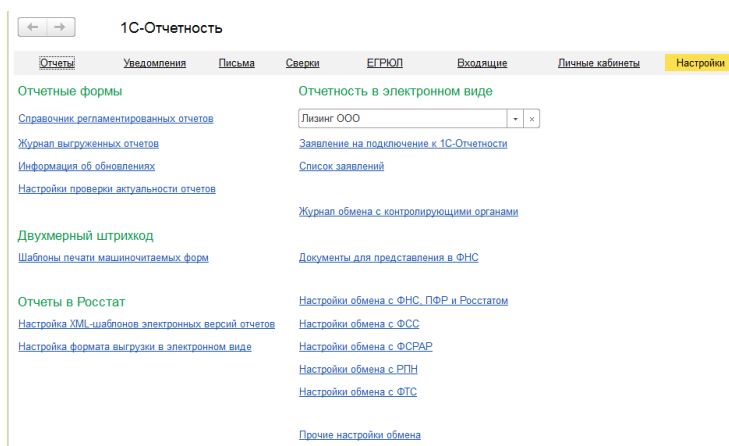 1С-Отчетность
Отчеты Уведомления Письма Сверки ЕГРЮЛ Входящие Личные кабинеты Настройки
Отчетные формы
Справочник регламентированных отчетов
Журнал выгруженных отчетов
Информация об обновлениях
Настройки проверки актуальности отчетов
Двухмерный штрихкод
Шаблоны печати машиночитаемых форм
Отчеты в Росстат
Настройка XML-шаблонов электронных версий отчетов
Настройка формата выгрузки в электронном виде
Отчетность в электронном виде
Лизинг ООО
Заявление на подключение к 1С-Отчетности
Список заявлений
Журнал обмена с контролирующими органами
Документы для представления в ФНС
Настройки обмена с ФНС, ПФР и Росстатом
Настройки обмена с ФСС
Настройки обмена с ФСРАР
Настройки обмена с РПН
Настройки обмена с ФТС
Прочие настройки обмена